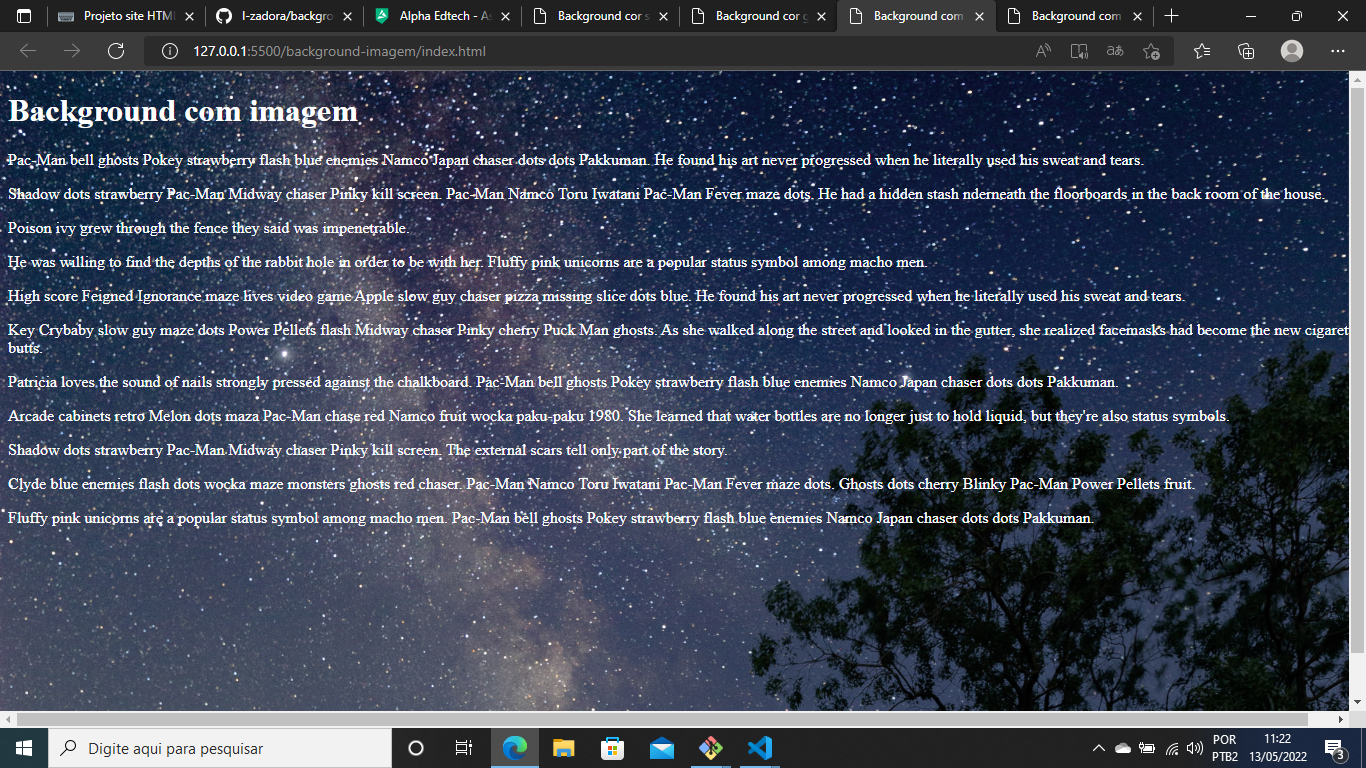 Projeto site HTM
I-zadora/backgro
Alpha Edtech - A
Background cor s
Background cor g
Background com
Background com
127.0.0.1:5500/background-imagem/index.html
Background com imagem
Pac-Man bell ghosts Pokey strawberry flash blue enemies Namco Japan chaser dots dots Pakkuman. He found his art never progressed when he literally used his sweat and tears.
Shadow dots strawberry Pac-Man Midway chaser Pinky kill screen. Pac-Man Namco Toru Iwatani Pac-Man Fever maze dots. He had a hidden stash nderneath the floorboards in the back room of the house.
Poison ivy grew through the fence they said was impenetrable.
He was willing to find the depths of the rabbit hole in order to be with her. Fluffy pink unicorns are a popular status symbol among macho men.
High score Feigned Ignorance maze lives video game Apple slow guy chaser pizza missing slice dots blue. He found his art never progressed when he literally used his sweat and tears.
Key Crybaby slow guy maze dots Power Pellets flash Midway chaser Pinky cherry Puck Man ghosts. As she walked along the street and looked in the gutter, she realized facemasks had become the new cigaret
butts.
Patricia loves the sound of nails strongly pressed against the chalkboard. Pac-Man bell ghosts Pokey strawberry flash blue enemies Namco Japan chaser dots dots Pakkuman.
Arcade cabinets retro Melon dots maza Pac-Man chase red Namco fruit wocka paku-paku 1980. She learned that water bottles are no longer just to hold liquid, but they're also status symbols.
Shadow dots strawberry Pac-Man Midway chaser Pinky kill screen. The external scars tell only part of the story.
Clyde blue enemies flash dots wocka maze monsters ghosts red chaser. Pac-Man Namco Toru Iwatani Pac-Man Fever maze dots. Ghosts dots cherry Blinky Pac-Man Power Pellets fruit.
Fluffy pink unicorns are a popular status symbol among macho men. Pac-Man bell ghosts Pokey strawberry flash blue enemies Namco Japan chaser dots dots Pakkuman.
Digite aqui para pesquisar
POR
PTB2
11:22
13/05/2022
3